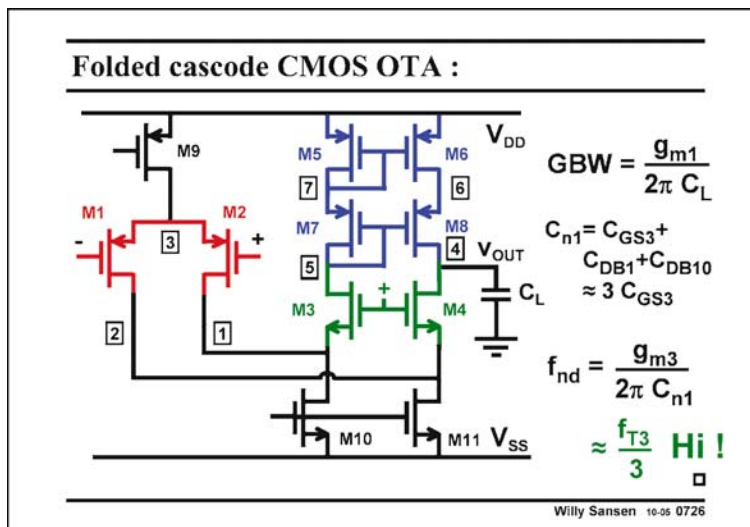 Folded cascode CMOS OTA :
M9
M5
M6
VDD
7
6
M1
M2
M7
M8
-
3
+
4
vOUT
5
M3
+
M4
CL
2
1
M10
M11
VSS
GBW = gm1 / 2π CL
Cn1 = CGS3 +
CDB1 + CDB10
≈ 3 CGS3
fnd = gm3 / 2π Cn1
≈ fT3 / 3 Hi !
Willy Sansen 10-05 0726